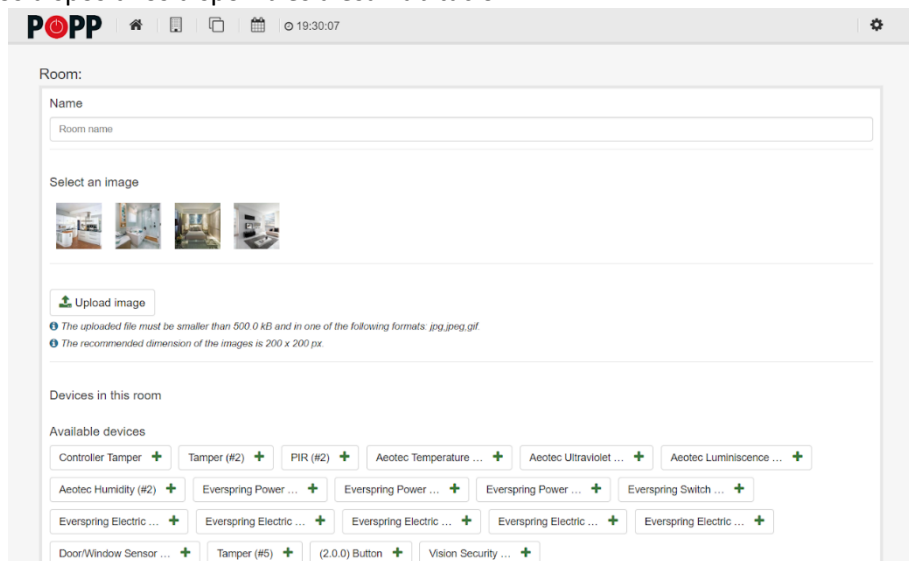 POPP 19:30:07
Room:
Name
Room name
Select an image
Upload image
The uploaded file must be smaller than 500.0 kB and in one of the following formats: jpg,jpeg,gif.
The recommended dimension of the images is 200 x 200 px.
Devices in this room
Available devices
Controller Tamper Tamper (#2) PIR (#2) Aeotec Temperature ... Aeotec Ultraviolet ... Aeotec Luminiscence ...
Aeotec Humidity (#2) Everspring Power ... Everspring Power ... Everspring Power ... Everspring Switch ...
Everspring Electric ... Everspring Electric ... Everspring Electric ... Everspring Electric ... Everspring Electric ...
Door/Window Sensor ... Tamper (#5) (2.0.0) Button Vision Security ...